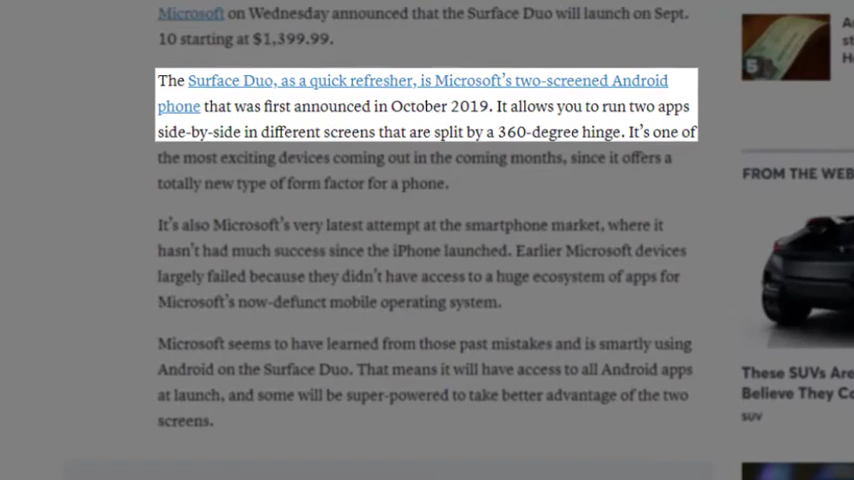 Microsoft on Wednesday announced that the Surface Duo will launch on Sept.
10 starting at $1,399.99.
The Surface Duo, as a quick refresher, is Microsoft's two-screened Android
phone that was first announced in October 2019. It allows you to run two apps
side-by-side in different screens that are split by a 360-degree hinge. It's one of
the most exciting devices coming out in the coming months, since it offers a
totally new type of form factor for a phone.
It's also Microsoft's very latest attempt at the smartphone market, where it
hasn't had much success since the iPhone launched. Earlier Microsoft devices
largely failed because they didn't have access to a huge ecosystem of apps for
Microsoft's now-defunct mobile operating system.
Microsoft seems to have learned from those past mistakes and is smartly using
Android on the Surface Duo. That means it will have access to all Android apps
at launch, and some will be super-powered to take better advantage of the two
screens.
5
FROM THE WEB
These SUVs Are
Believe They Co
SUV